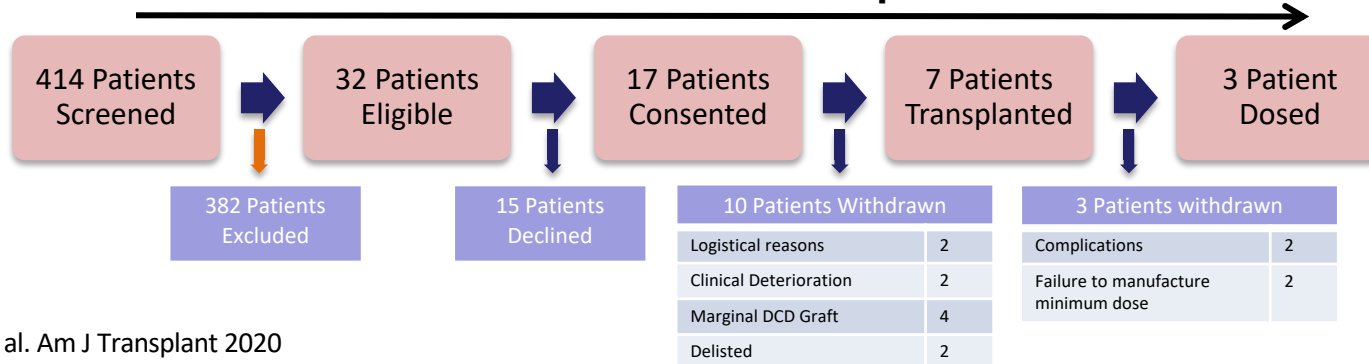 414 Patients
Screened
32 Patients
Eligible
17 Patients
Consented
7 Patients
Transplanted
3 Patient
Dosed
382 Patients
Excluded
15 Patients
Declined
10 Patients Withdrawn
Logistical reasons 2
Clinical Deterioration 2
Marginal DCD Graft 4
Delisted 2
3 Patients withdrawn
Complications 2
Failure to manufacture
minimum dose 2
al. Am J Transplant 2020